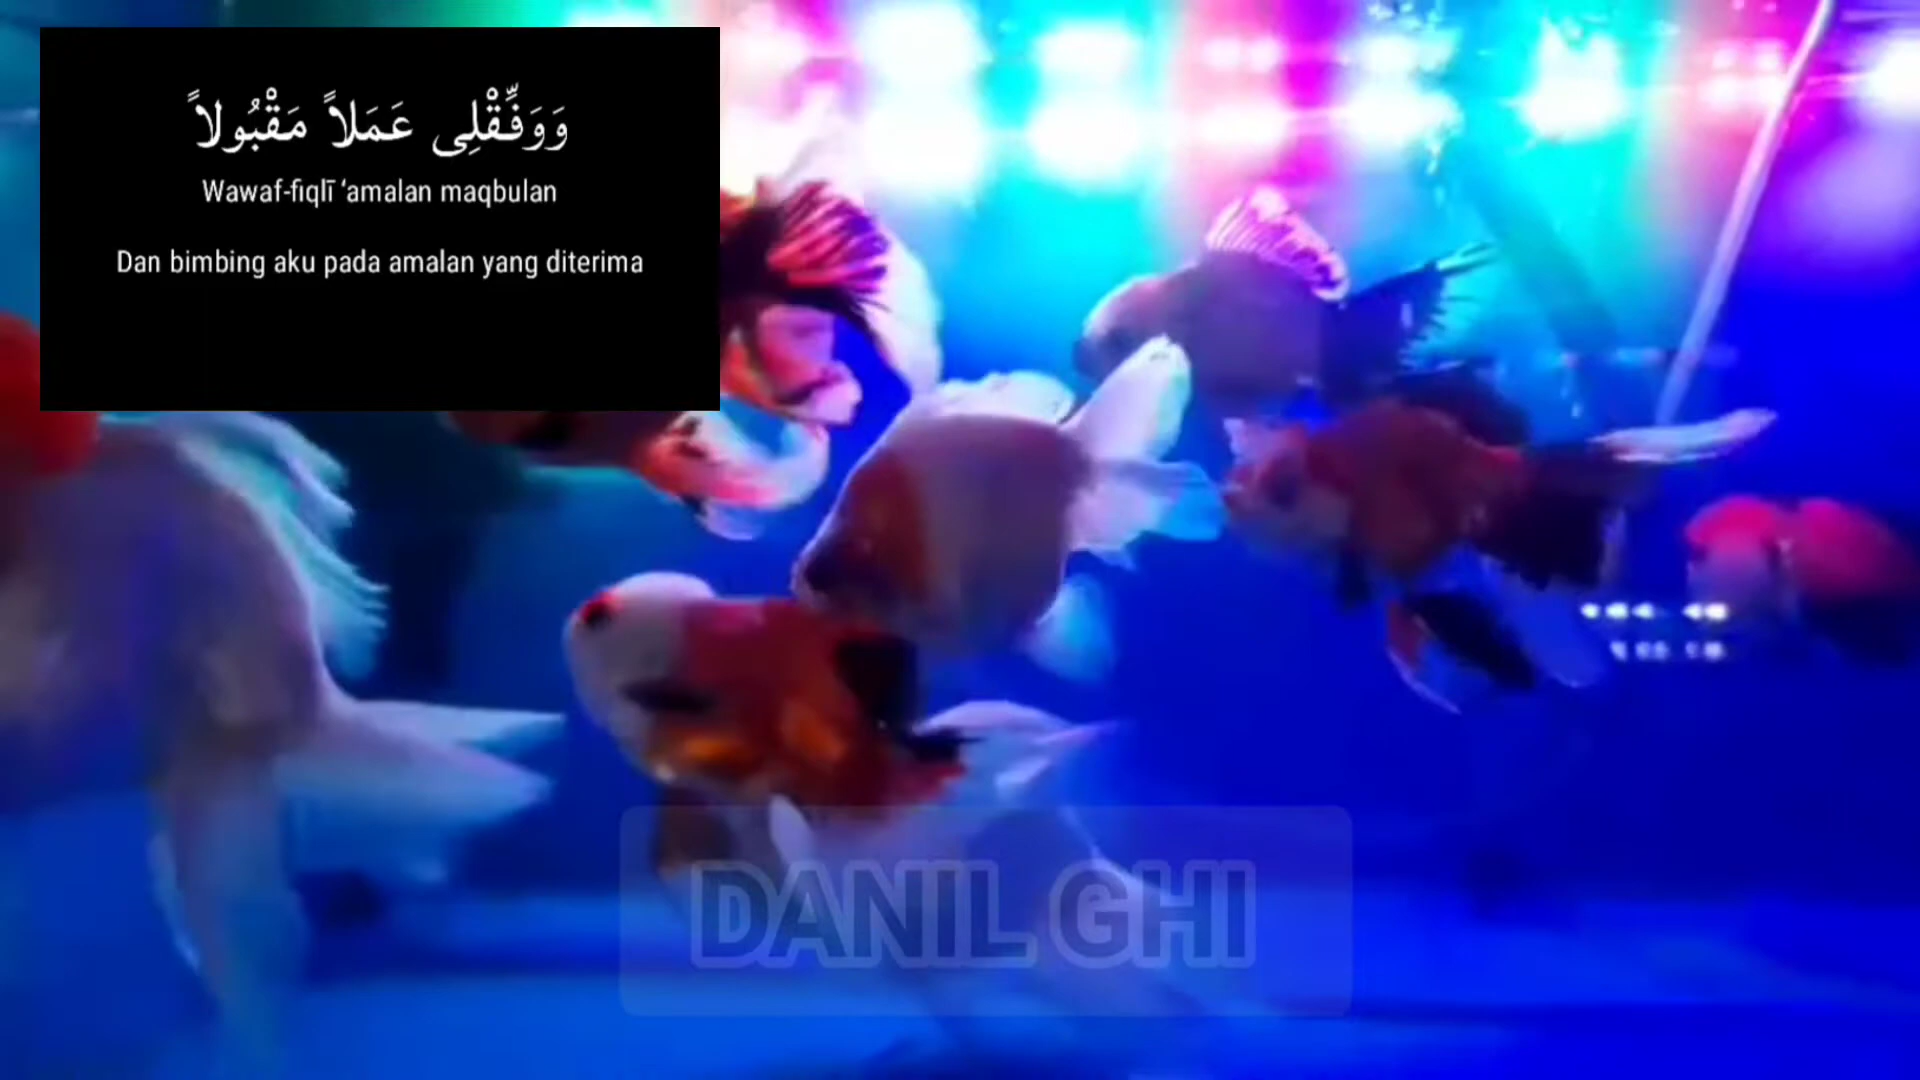 وَوَفِّقْلِى عَمَلاً مَقْبُولاً
Wawaf-fiqlī ‘amalan maqbulan
Dan bimbing aku pada amalan yang diterima
DANIL GHI